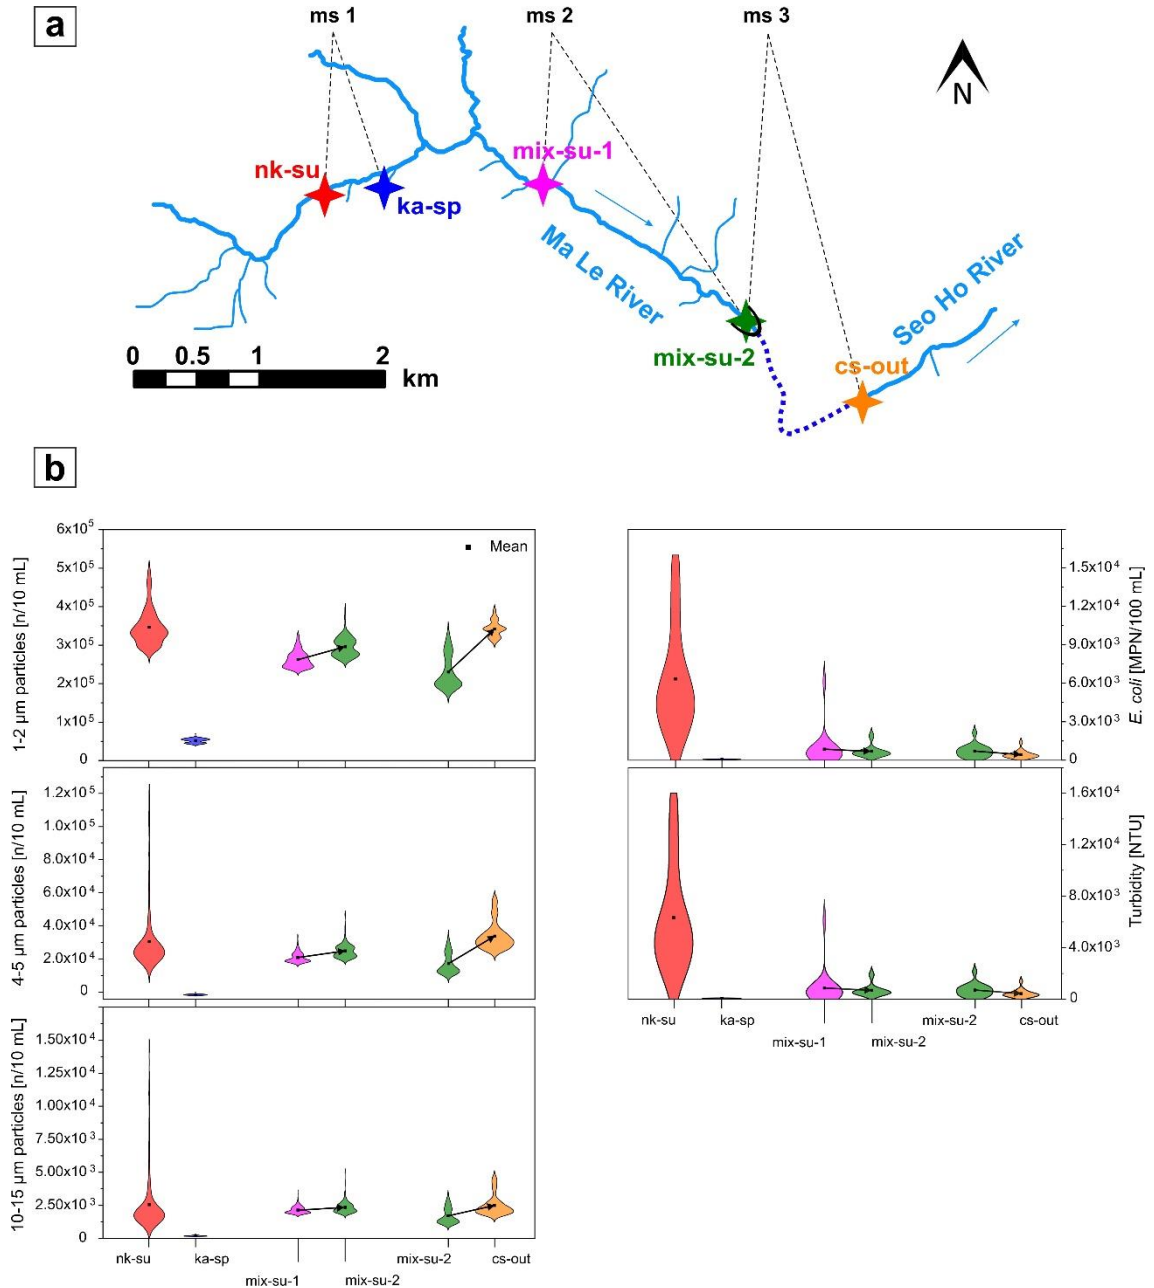 a
ms 1
ms 2
ms 3
N
nk-su
ka-sp
mix-su-1
Ma Le River
mix-su-2
Seo Ho River
cs-out
0 0.5 1 2
km
b
6x10⁵
5x10⁵
4x10⁵
3x10⁵
2x10⁵
1x10⁵
0
1-2 µm particles [n/10 mL]
Mean
1.2x10⁵
1.0x10⁵
8.0x10⁴
6.0x10⁴
4.0x10⁴
2.0x10⁴
0
4-5 µm particles [n/10 mL]
1.50x10⁴
1.00x10⁴
7.50x10³
5.00x10³
2.50x10³
0
10-15 µm particles [n/10 mL]
nk-su
ka-sp
mix-su-1
mix-su-2
mix-su-2
cs-out
1.5x10⁴
1.2x10⁴
9.0x10³
6.0x10³
3.0x10³
0
E. coli [MPN/100 mL]
1.6x10⁴
1.2x10⁴
8.0x10³
4.0x10³
0
Turbidity [NTU]
nk-su
ka-sp
mix-su-1
mix-su-2
mix-su-2
cs-out